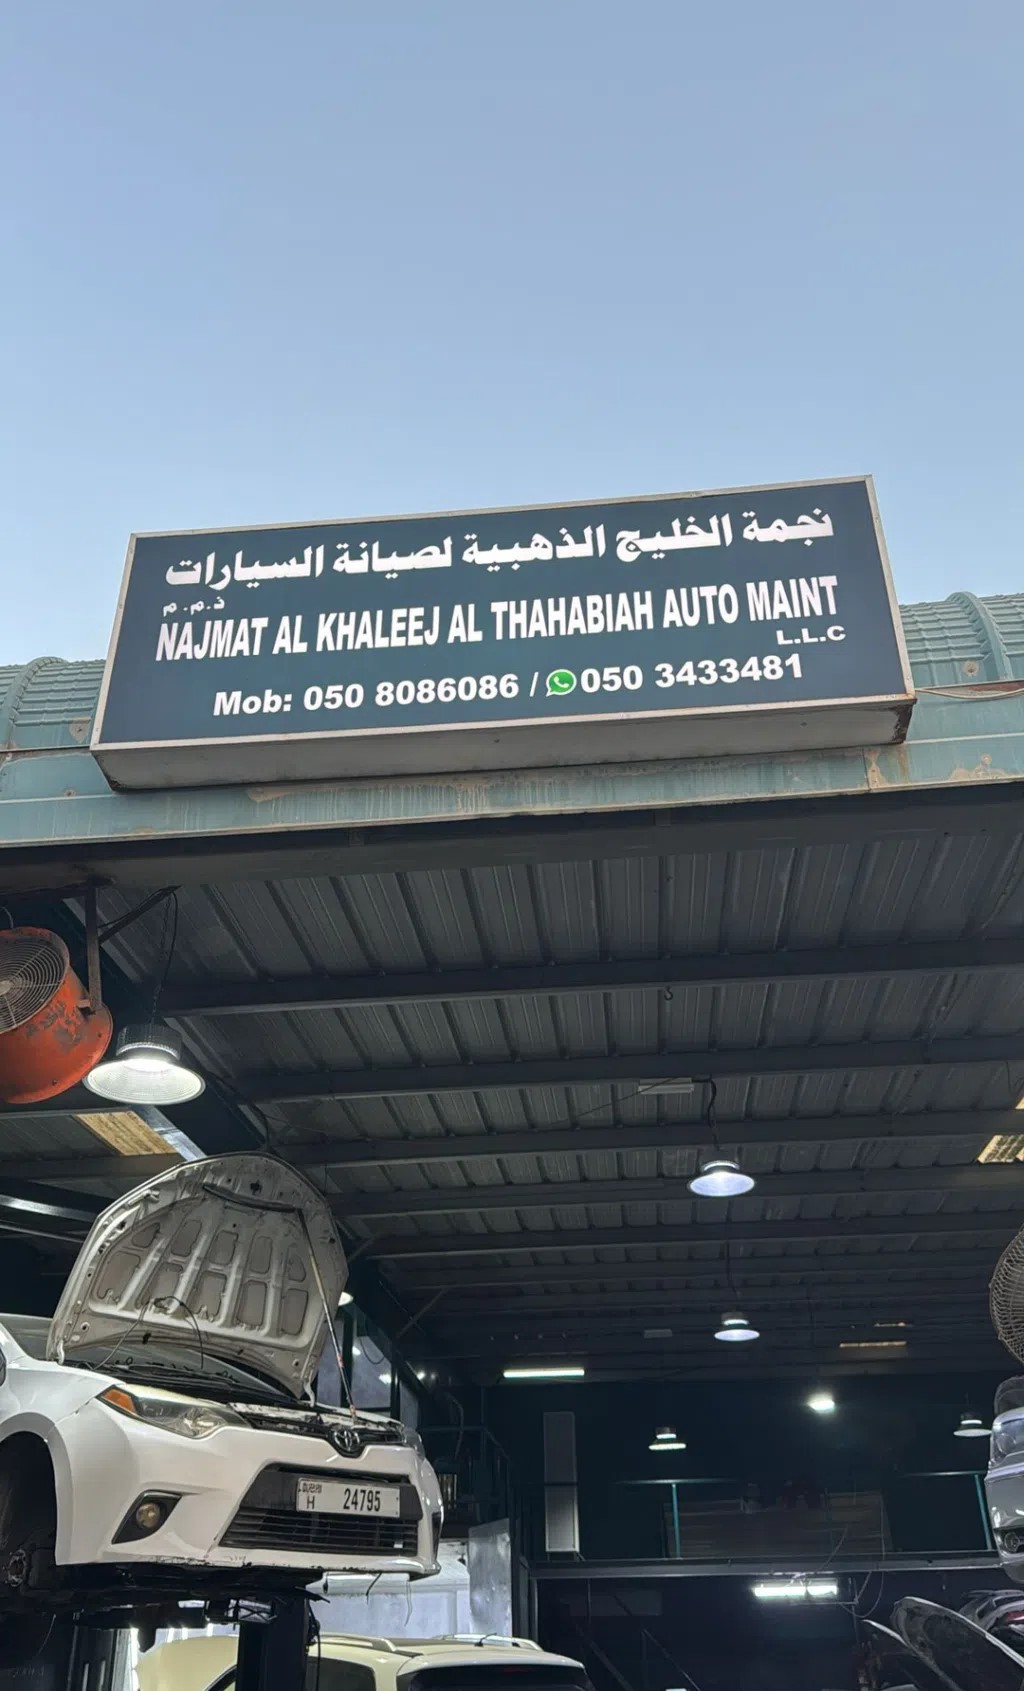 نجمة الخليج الذهبية لصيانة السيارات
ذ.م.م
NAJMAT AL KHALEEJ AL THAHABIAH AUTO MAINT
L.L.C
Mob: 050 8086086 / 050 3433481
DUBAI
H 24795